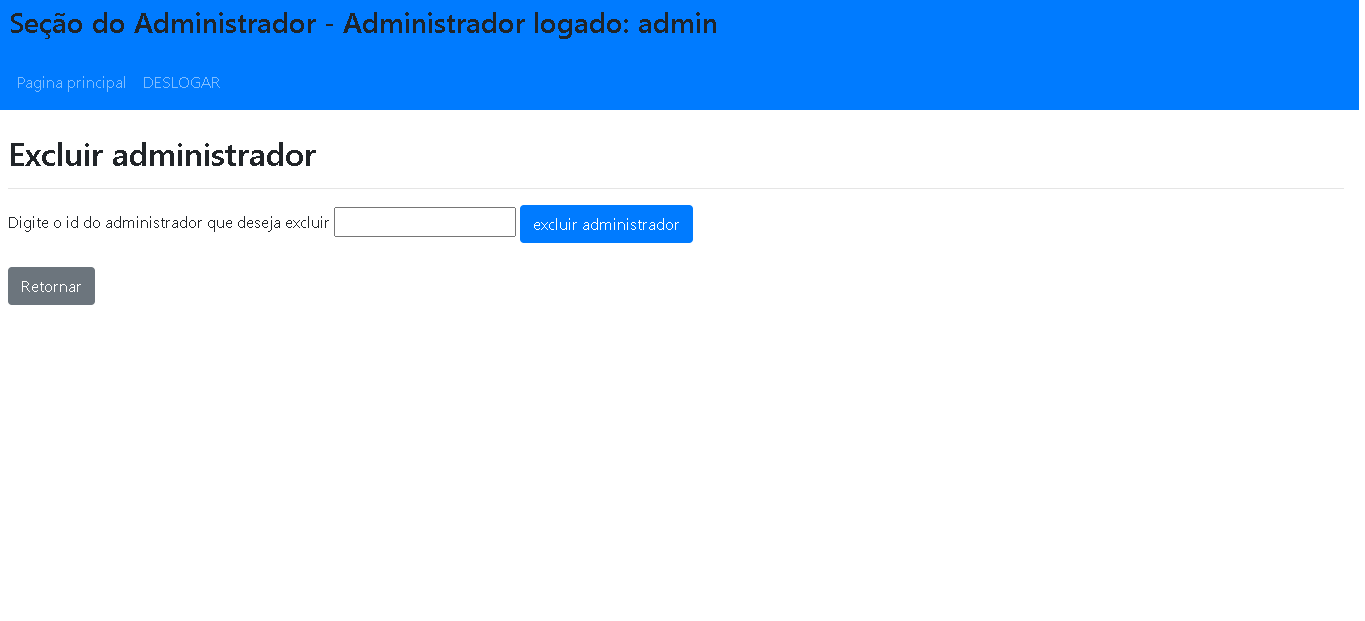 Seção do Administrador - Administrador logado: admin
Pagina principal DESLOGAR
Excluir administrador
Digite o id do administrador que deseja excluir excluir administrador
Retornar